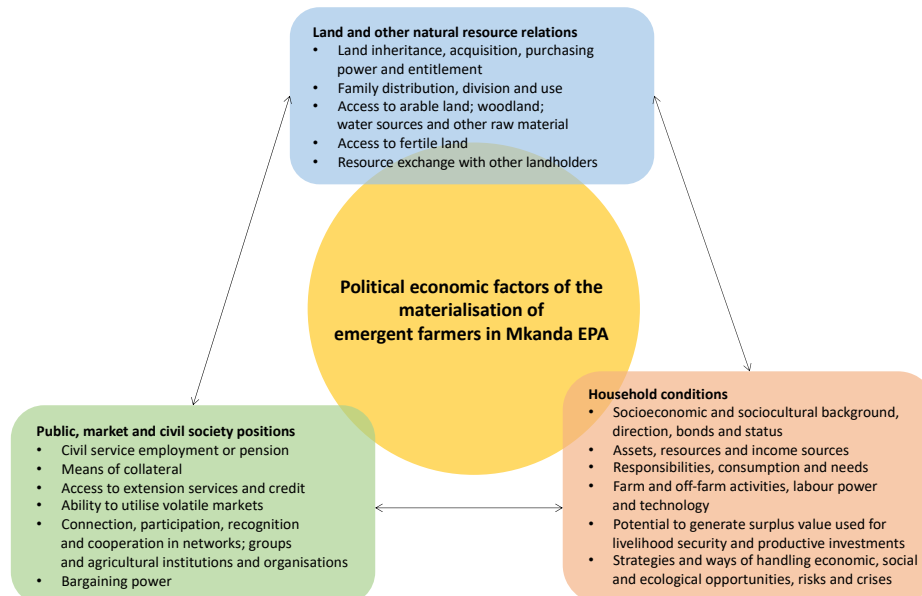 Land and other natural resource relations
• Land inheritance, acquisition, purchasing
power and entitlement
• Family distribution, division and use
• Access to arable land; woodland;
water sources and other raw material
• Access to fertile land
• Resource exchange with other landholders
Political economic factors of the
materialisation of
emergent farmers in Mkanda EPA
Public, market and civil society positions
• Civil service employment or pension
• Means of collateral
• Access to extension services and credit
• Ability to utilise volatile markets
• Connection, participation, recognition
and cooperation in networks; groups
and agricultural institutions and organisations
• Bargaining power
Household conditions
• Socioeconomic and sociocultural background,
direction, bonds and status
• Assets, resources and income sources
• Responsibilities, consumption and needs
• Farm and off-farm activities, labour power
and technology
• Potential to generate surplus value used for
livelihood security and productive investments
• Strategies and ways of handling economic, social
and ecological opportunities, risks and crises